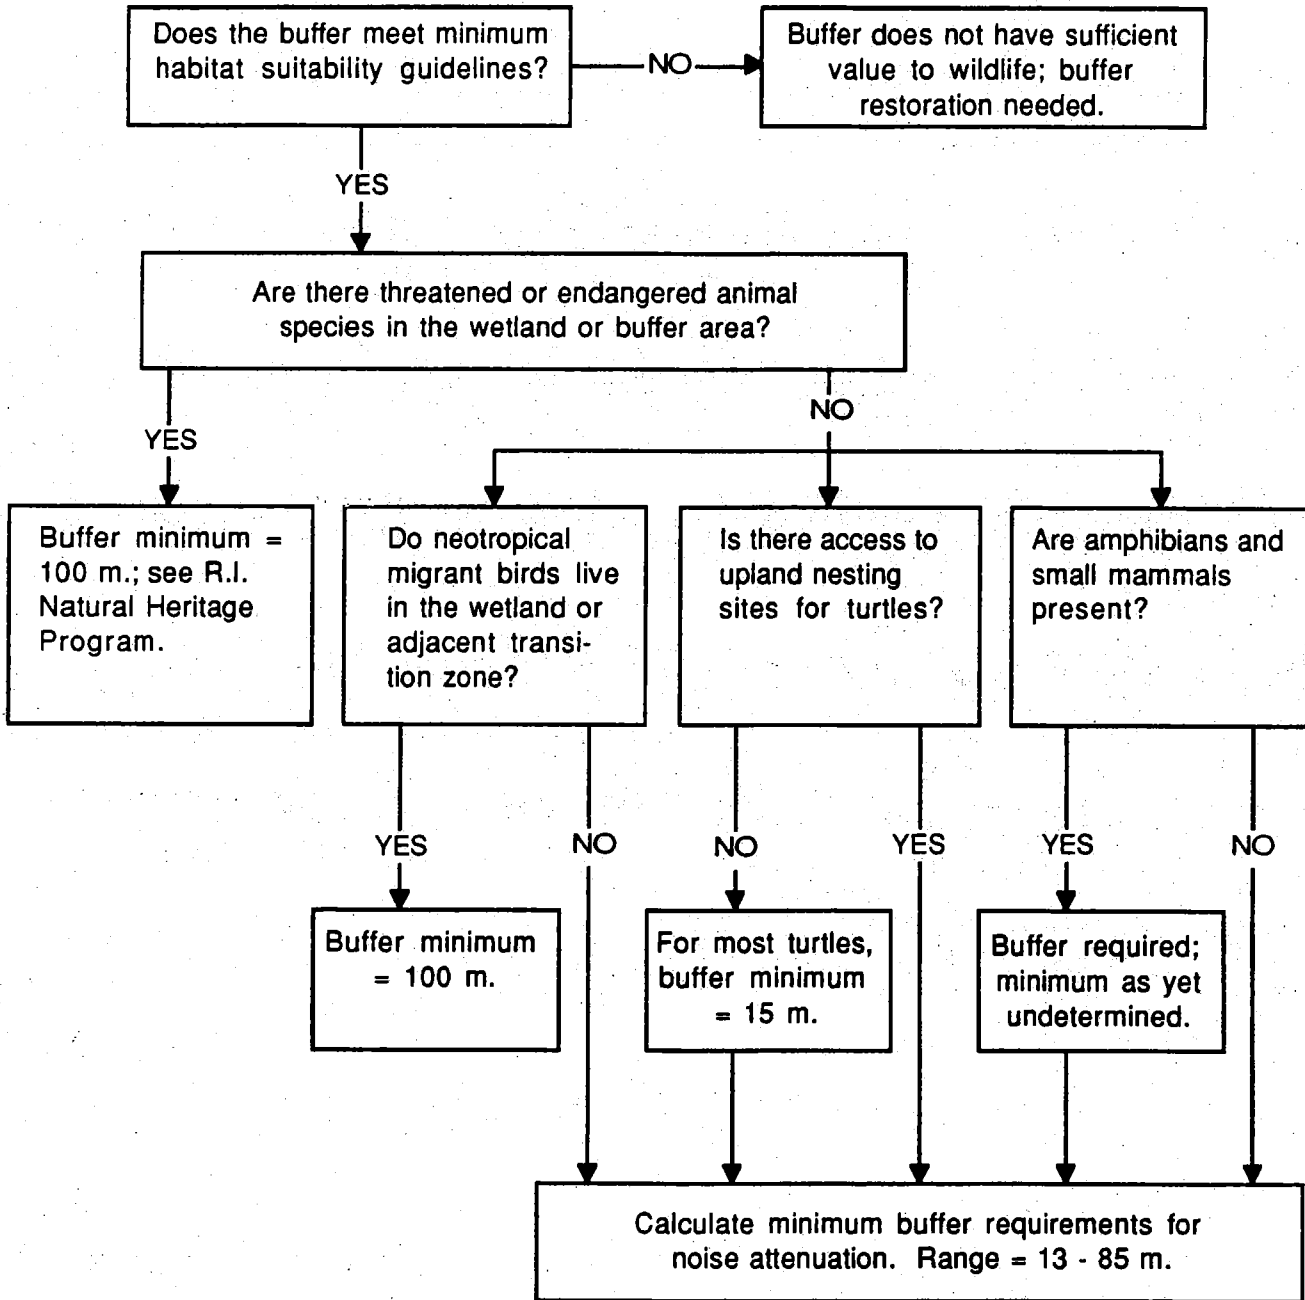 Does the buffer meet minimum
habitat suitability guidelines?
NO
Buffer does not have sufficient
value to wildlife; buffer
restoration needed.
YES
Are there threatened or endangered animal
species in the wetland or buffer area?
YES
NO
Buffer minimum =
100 m.; see R.I.
Natural Heritage
Program.
Do neotropical
migrant birds live
in the wetland or
adjacent transi-
tion zone?
Is there access to
upland nesting
sites for turtles?
Are amphibians and
small mammals
present?
YES
NO
NO
YES
YES
NO
Buffer minimum
= 100 m.
For most turtles,
buffer minimum
= 15 m.
Buffer required;
minimum as yet
undetermined.
Calculate minimum buffer requirements for
noise attenuation. Range = 13 - 85 m.